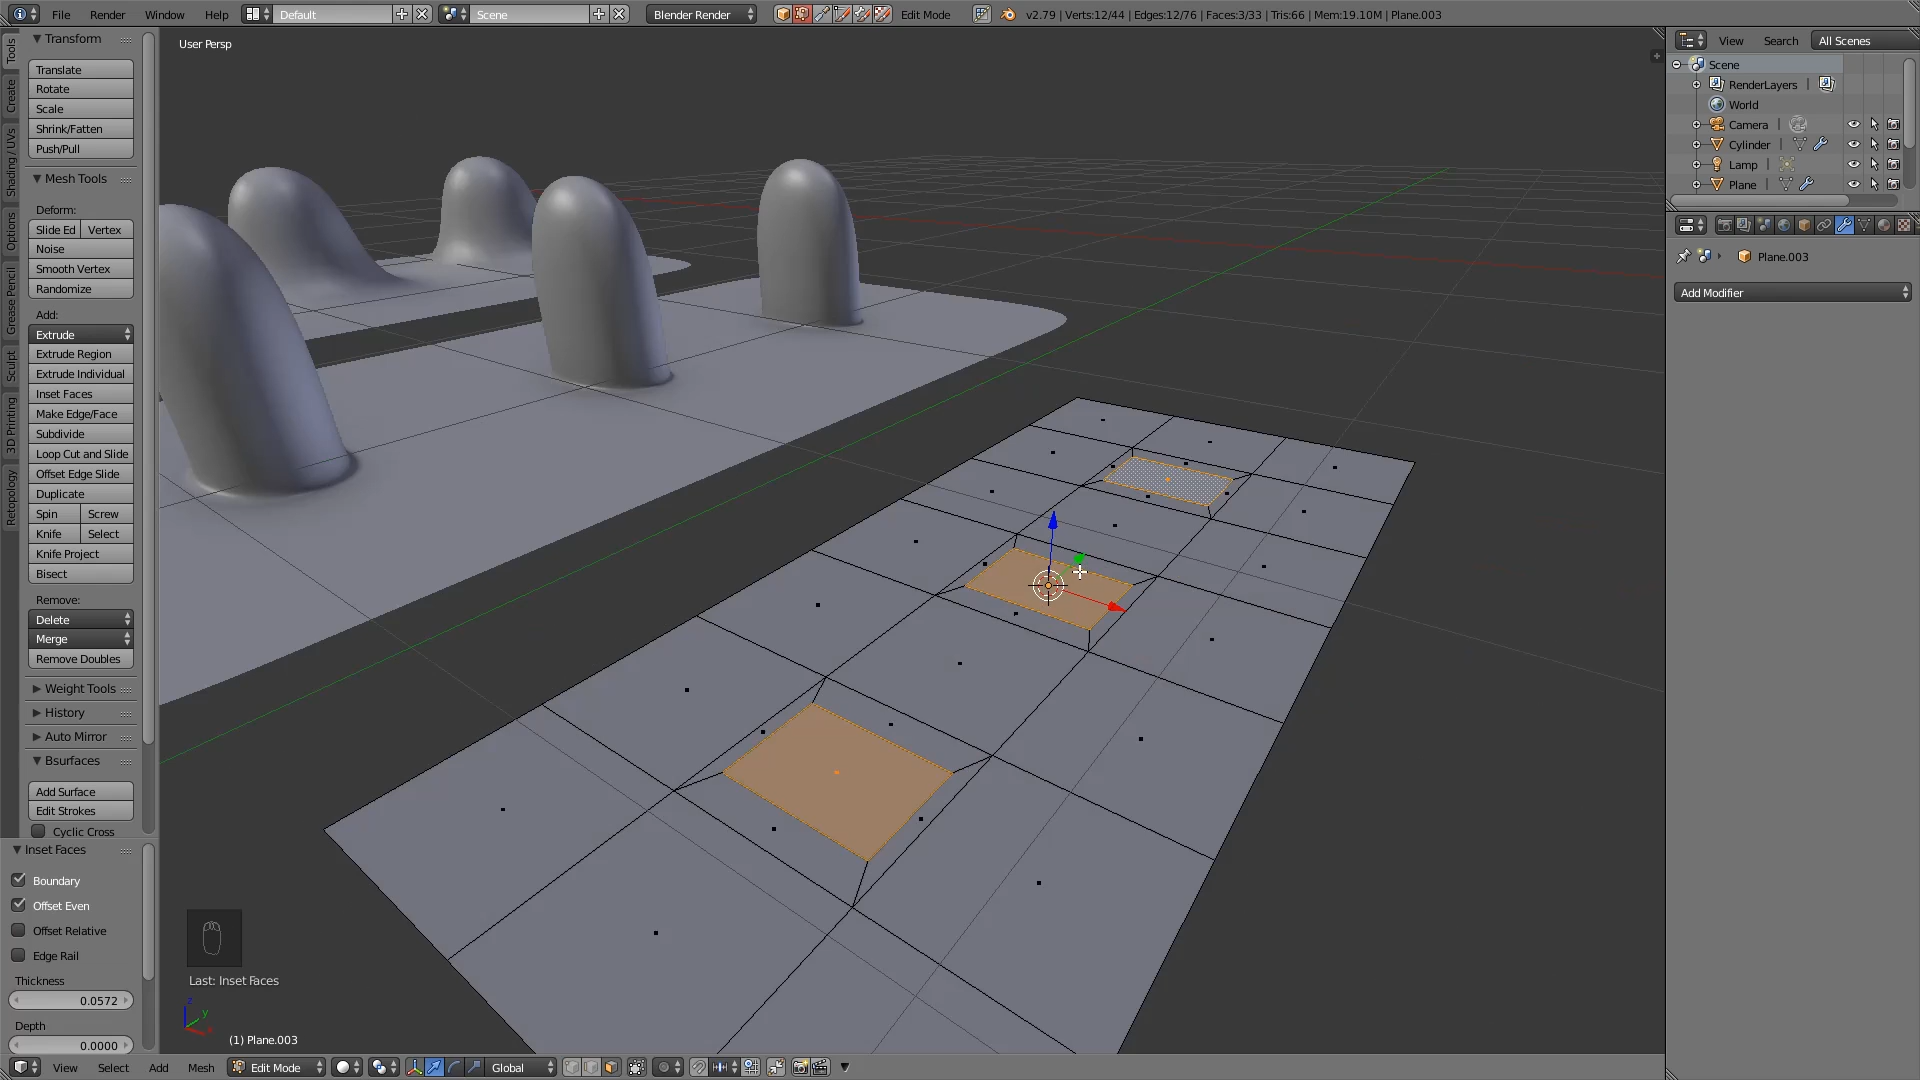 File Render Window Help Default Scene Blender Render Edit Mode v2.79 | Verts:12/44 | Edges:12/76 | Faces:3/33 | Tris:66 | Mem:19.10M | Plane.003
Tools
Create
Shading / UVs
Options
Grease Pencil
Sculpt
3D Printing
Retopology
Transform
Translate
Rotate
Scale
Shrink/Fatten
Push/Pull
Mesh Tools
Deform:
Slide Ed Vertex
Noise
Smooth Vertex
Randomize
Add:
Extrude
Extrude Region
Extrude Individual
Inset Faces
Make Edge/Face
Subdivide
Loop Cut and Slide
Offset Edge Slide
Duplicate
Spin Screw
Knife Select
Knife Project
Bisect
Remove:
Delete
Merge
Remove Doubles
Weight Tools
History
Auto Mirror
Bsurfaces
Add Surface
Edit Strokes
Cyclic Cross
Inset Faces
Boundary
Offset Even
Offset Relative
Edge Rail
Thickness
0.0572
Depth
0.0000
User Persp
Last: Inset Faces
z
y
(1) Plane.003
View Select Add Mesh Edit Mode Global
View Search All Scenes
Scene
RenderLayers |
World
Camera |
Cylinder |
Lamp |
Plane |
Plane.003
Add Modifier